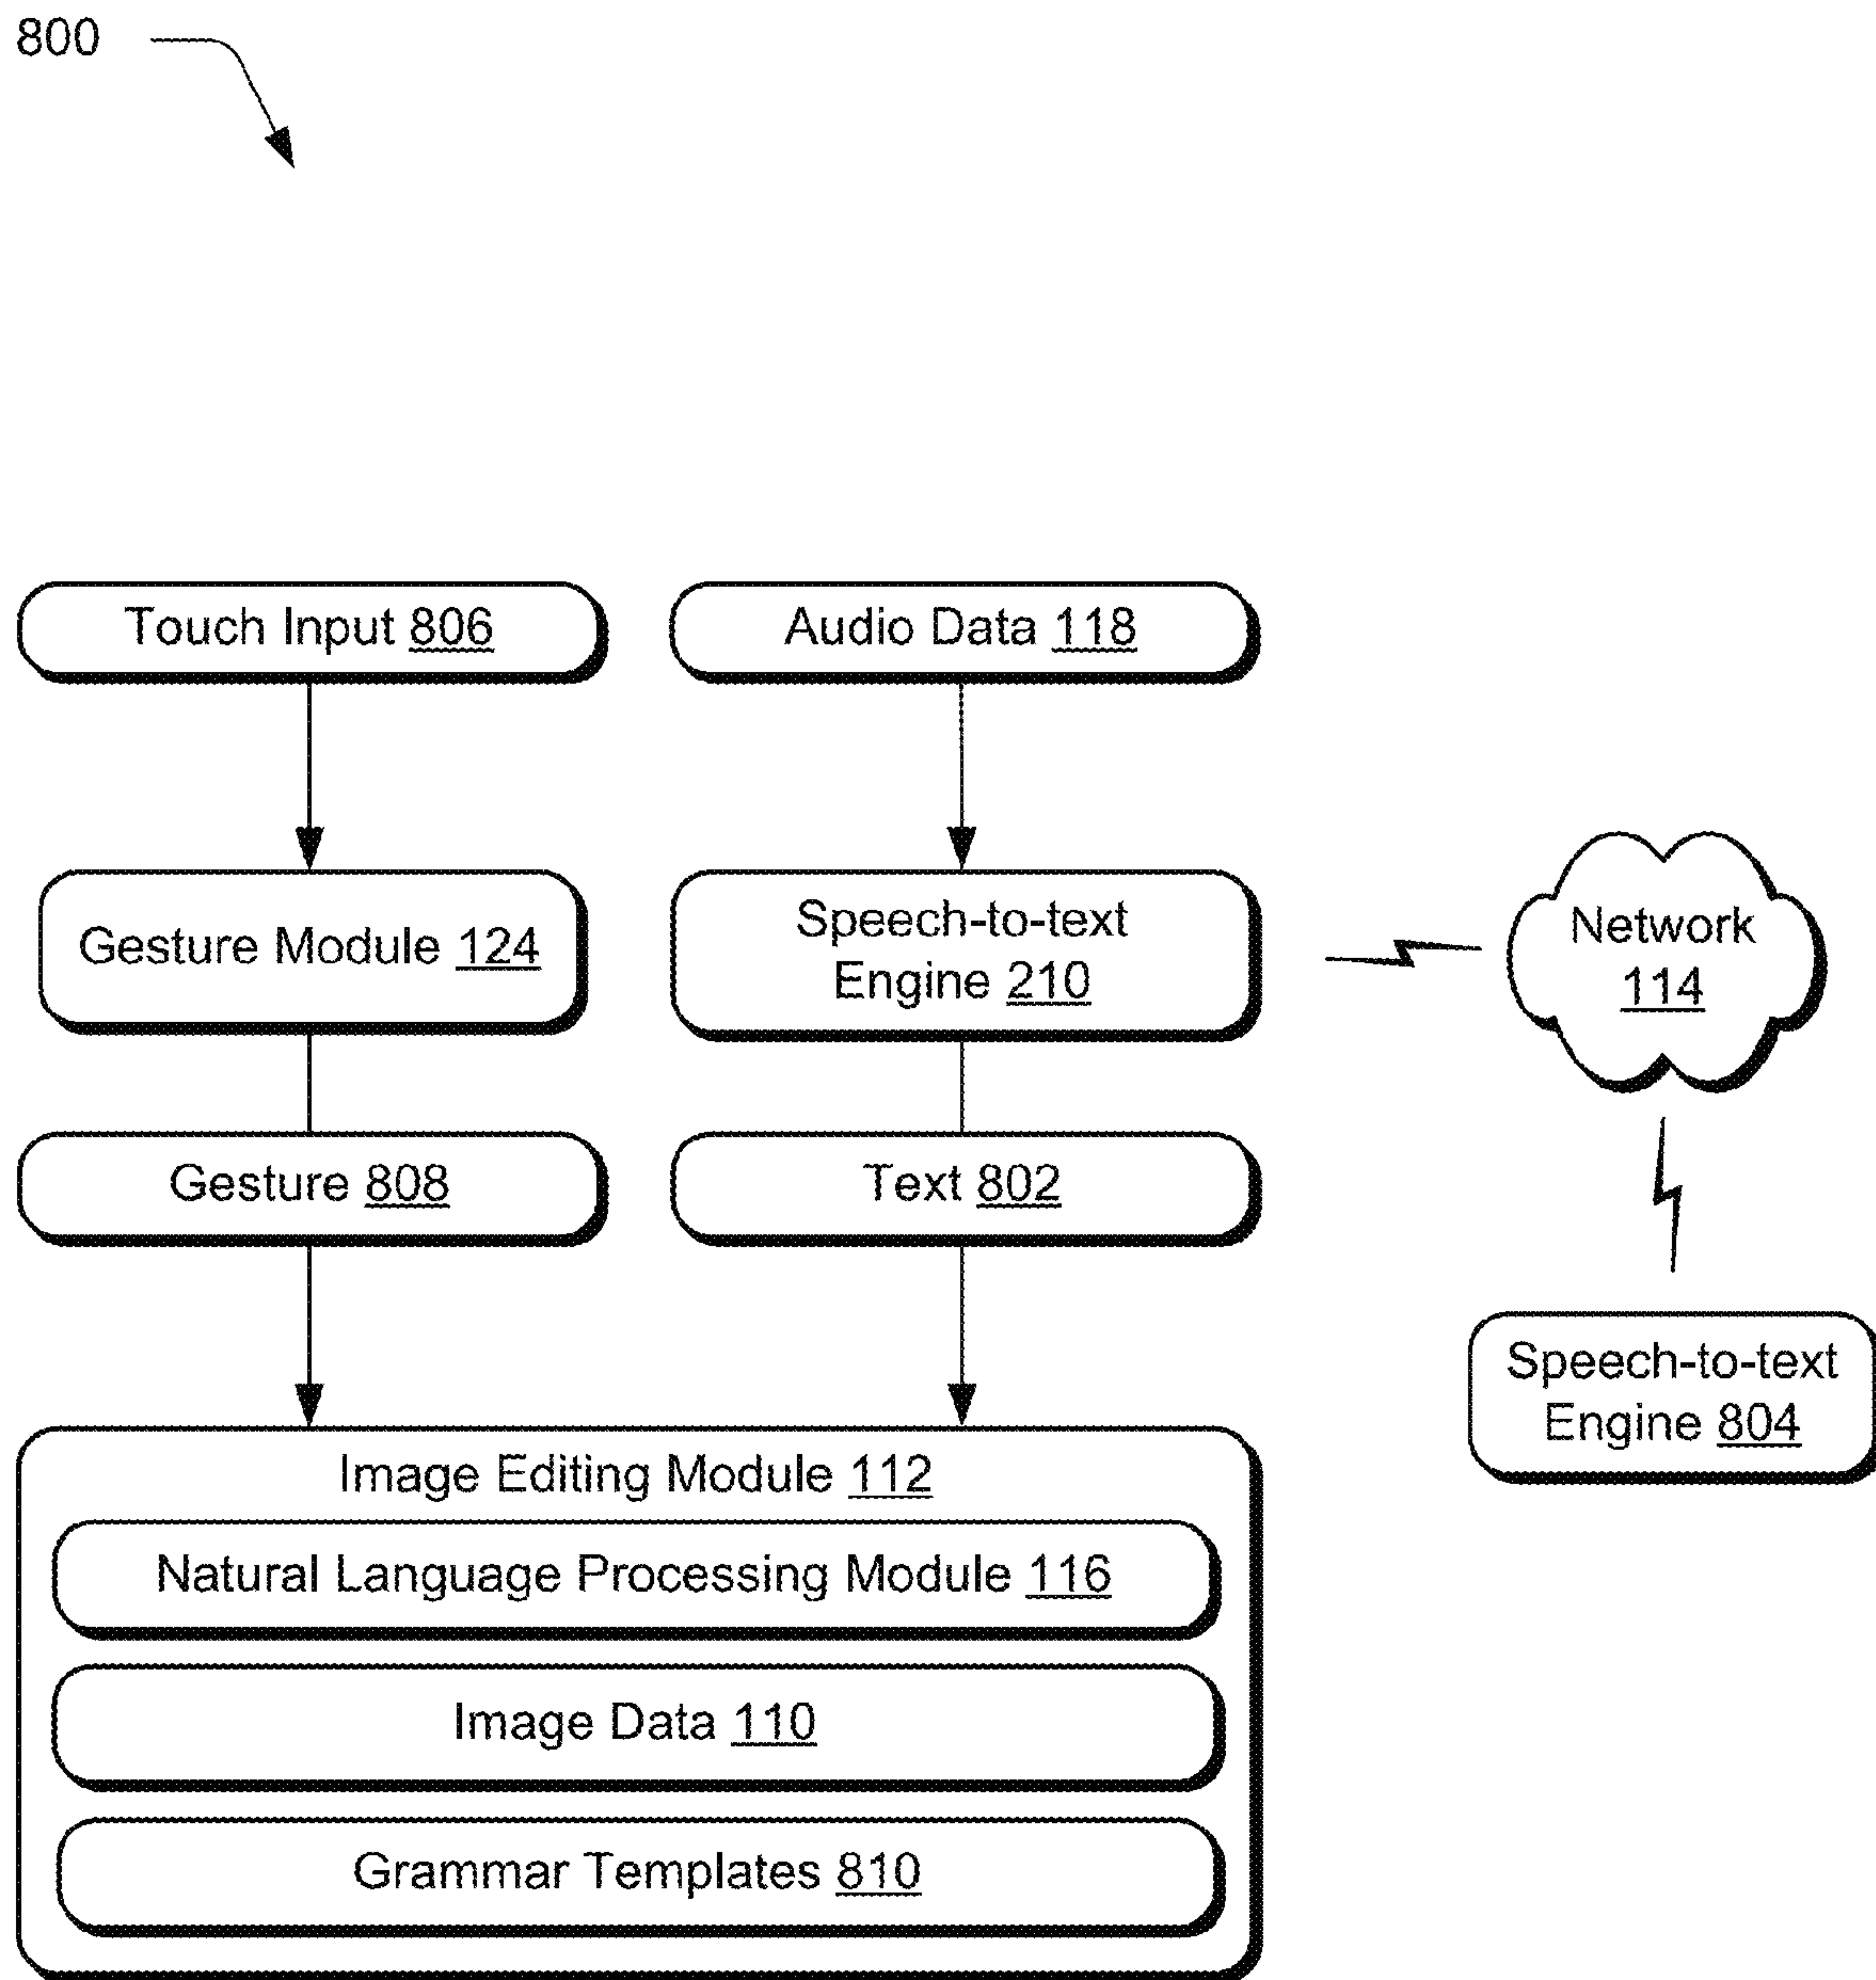 800
Touch Input 806
Audio Data 118
Gesture Module 124
Speech-to-text
Engine 210
Network
114
Gesture 808
Text 802
Speech-to-text
Engine 804
Image Editing Module 112
Natural Language Processing Module 116
Image Data 110
Grammar Templates 810